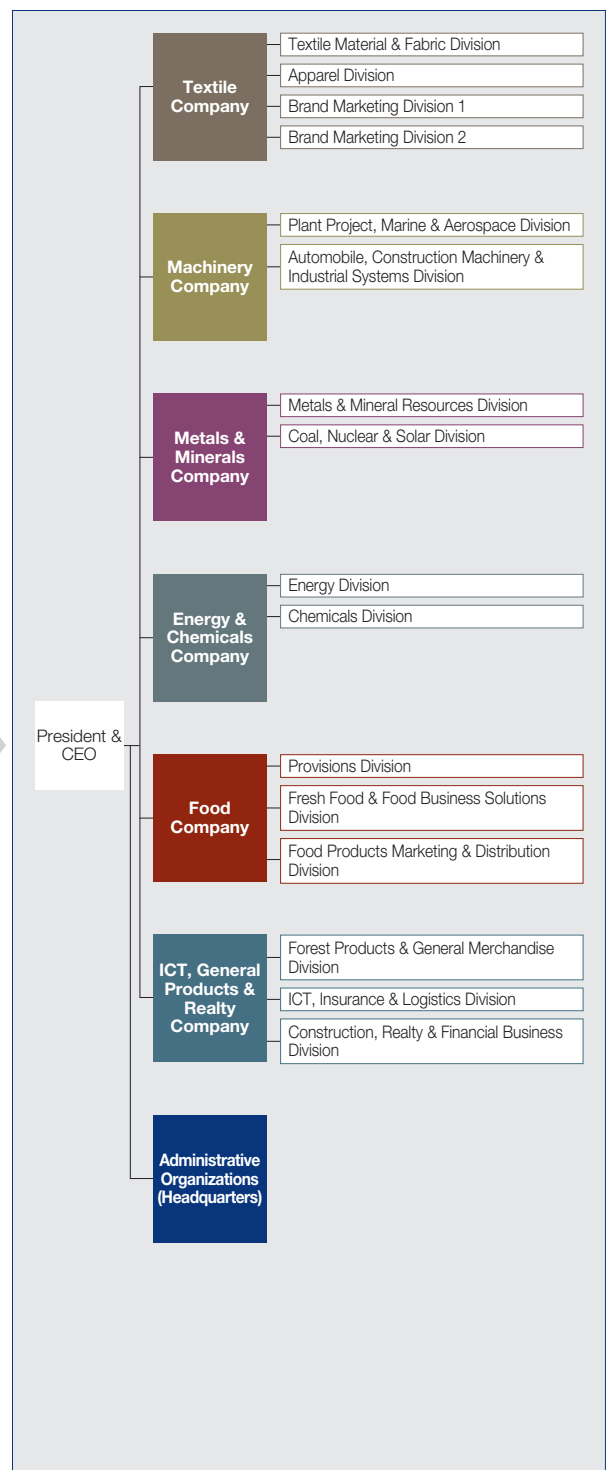 Textile
Company
Textile Material & Fabric Division
Apparel Division
Brand Marketing Division 1
Brand Marketing Division 2
Machinery
Company
Plant Project, Marine & Aerospace Division
Automobile, Construction Machinery &
Industrial Systems Division
Metals &
Minerals
Company
Metals & Mineral Resources Division
Coal, Nuclear & Solar Division
Energy &
Chemicals
Company
Energy Division
Chemicals Division
President &
CEO
Food
Company
Provisions Division
Fresh Food & Food Business Solutions
Division
Food Products Marketing & Distribution
Division
ICT, General
Products &
Realty
Company
Forest Products & General Merchandise
Division
ICT, Insurance & Logistics Division
Construction, Realty & Financial Business
Division
Administrative
Organizations
(Headquarters)